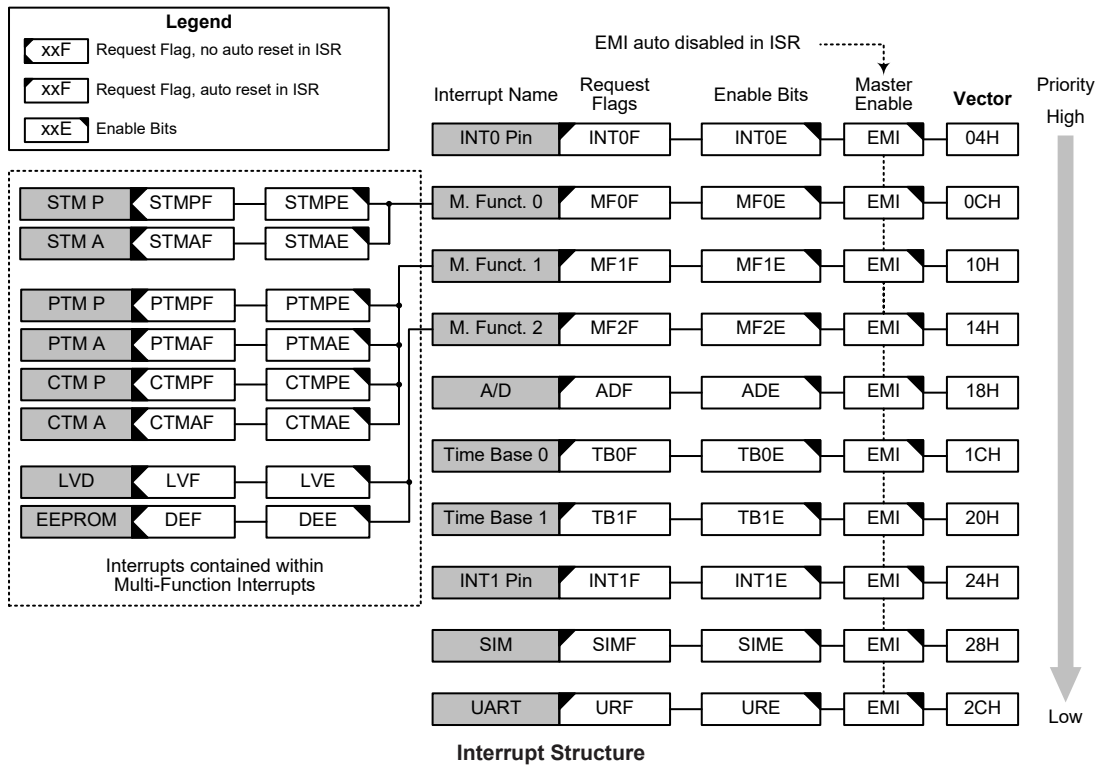 Legend
xxF Request Flag, no auto reset in ISR
xxF Request Flag, auto reset in ISR
xxE Enable Bits
EMI auto disabled in ISR
Interrupt Name Request Flags Enable Bits Master Enable Vector Priority
High
INT0 Pin INT0F INT0E EMI 04H
STM P STMPF STMPE M. Funct. 0 MF0F MF0E EMI 0CH
STM A STMAF STMAE
M. Funct. 1 MF1F MF1E EMI 10H
PTM P PTMPF PTMPE
M. Funct. 2 MF2F MF2E EMI 14H
PTM A PTMAF PTMAE
CTM P CTMPF CTMPE
A/D ADF ADE EMI 18H
CTM A CTMAF CTMAE
Time Base 0 TB0F TB0E EMI 1CH
LVD LVF LVE
EEPROM DEF DEE
Time Base 1 TB1F TB1E EMI 20H
Interrupts contained within
Multi-Function Interrupts
INT1 Pin INT1F INT1E EMI 24H
SIM SIMF SIME EMI 28H
UART URF URE EMI 2CH
Low
Interrupt Structure